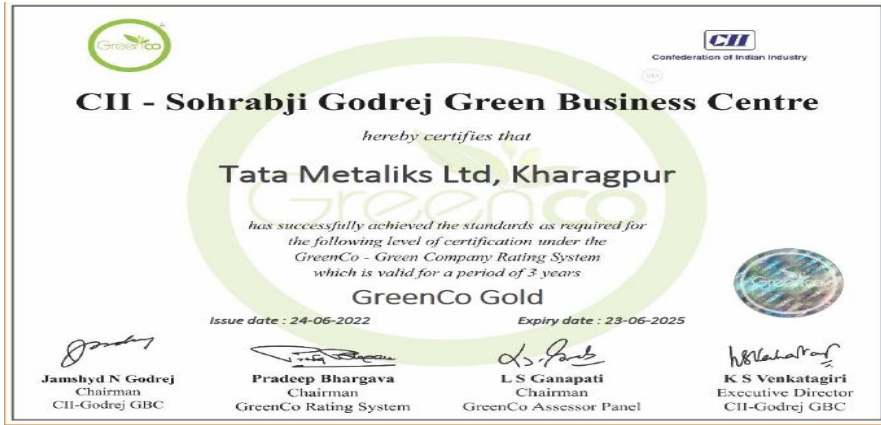 GreenCo
CII
Confederation of Indian Industry
CII - Sohrabji Godrej Green Business Centre
hereby certifies that
Tata Metaliks Ltd, Kharagpur
has successfully achieved the standards as required for
the following level of certification under the
GreenCo - Green Company Rating System
which is valid for a period of 3 years
GreenCo Gold
Issue date : 24-06-2022 Expiry date : 23-06-2025
Jamshyd N Godrej
Chairman
CII-Godrej GBC
Pradeep Bhargava
Chairman
GreenCo Rating System
L S Ganapati
Chairman
GreenCo Assessor Panel
K S Venkatagiri
Executive Director
CII-Godrej GBC